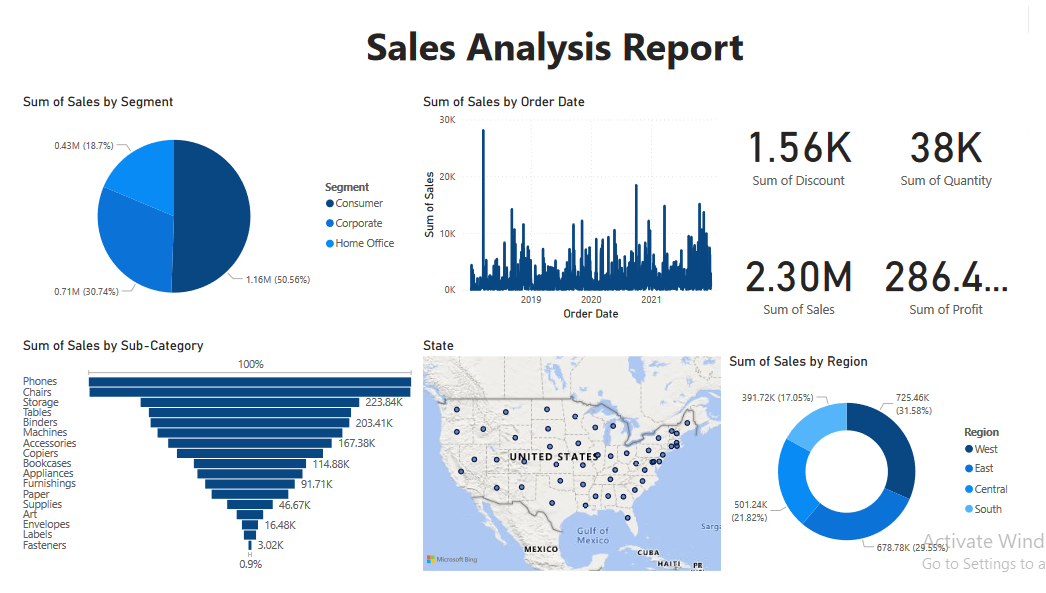 Sales Analysis Report
Sum of Sales by Segment
0.43M (18.7%)
0.71M (30.74%)
1.16M (50.56%)
Segment
Consumer
Corporate
Home Office
Sum of Sales by Order Date
Sum of Sales
30K
20K
10K
0K
2019
2020
2021
Order Date
1.56K
Sum of Discount
38K
Sum of Quantity
2.30M
Sum of Sales
286.4...
Sum of Profit
Sum of Sales by Sub-Category
100%
Phones
Chairs
Storage 223.84K
Tables
Binders 203.41K
Machines
Accessories 167.38K
Copiers
Bookcases 114.88K
Appliances
Furnishings 91.71K
Paper
Supplies 46.67K
Art
Envelopes 16.48K
Labels
Fasteners 3.02K
0.9%
State
UNITED STATES
Gulf of
Mexico
MEXICO
CUBA
HAITI
PR
Sarga
Microsoft Bing
Sum of Sales by Region
391.72K (17.05%)
725.46K
(31.58%)
501.24K
(21.82%)
678.78K (29.55%)
Region
West
East
Central
South
Activate Wind
Go to Settings to a